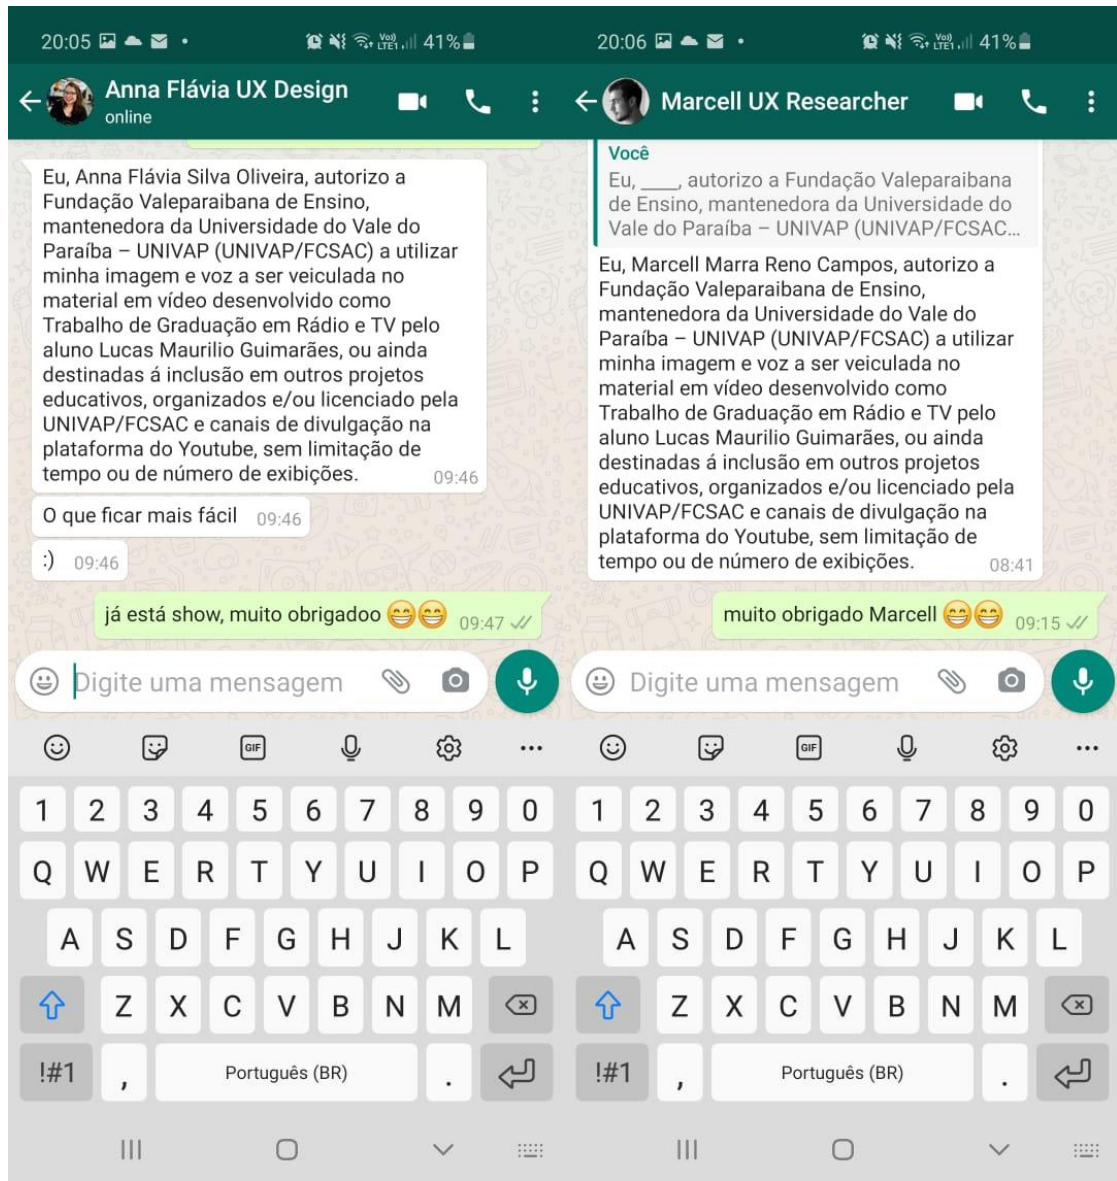 20:05
VoD LTE1 41%
Anna Flávia UX Design
online
Eu, Anna Flávia Silva Oliveira, autorizo a
Fundação Valeparaibana de Ensino,
mantenedora da Universidade do Vale do
Paraíba – UNIVAP (UNIVAP/FCSAC) a utilizar
minha imagem e voz a ser veiculada no
material em vídeo desenvolvido como
Trabalho de Graduação em Rádio e TV pelo
aluno Lucas Maurilio Guimarães, ou ainda
destinadas á inclusão em outros projetos
educativos, organizados e/ou licenciado pela
UNIVAP/FCSAC e canais de divulgação na
plataforma do Youtube, sem limitação de
tempo ou de número de exibições. 09:46
O que ficar mais fácil 09:46
:) 09:46
já está show, muito obrigadoo 😁😁 09:47
Digite uma mensagem
GIF
1 2 3 4 5 6 7 8 9 0
Q W E R T Y U I O P
A S D F G H J K L
Z X C V B N M
!#1 , Português (BR) .
20:06
LTE1 41%
Marcell UX Researcher
Você
Eu, ____, autorizo a Fundação Valeparaibana
de Ensino, mantenedora da Universidade do
Vale do Paraíba – UNIVAP (UNIVAP/FCSAC...
Eu, Marcell Marra Reno Campos, autorizo a
Fundação Valeparaibana de Ensino,
mantenedora da Universidade do Vale do
Paraíba – UNIVAP (UNIVAP/FCSAC) a utilizar
minha imagem e voz a ser veiculada no
material em vídeo desenvolvido como
Trabalho de Graduação em Rádio e TV pelo
aluno Lucas Maurilio Guimarães, ou ainda
destinadas á inclusão em outros projetos
educativos, organizados e/ou licenciado pela
UNIVAP/FCSAC e canais de divulgação na
plataforma do Youtube, sem limitação de
tempo ou de número de exibições. 08:41
muito obrigado Marcell 😁😁 09:15
Digite uma mensagem
GIF
1 2 3 4 5 6 7 8 9 0
Q W E R T Y U I O P
A S D F G H J K L
Z X C V B N M
!#1 , Português (BR) .